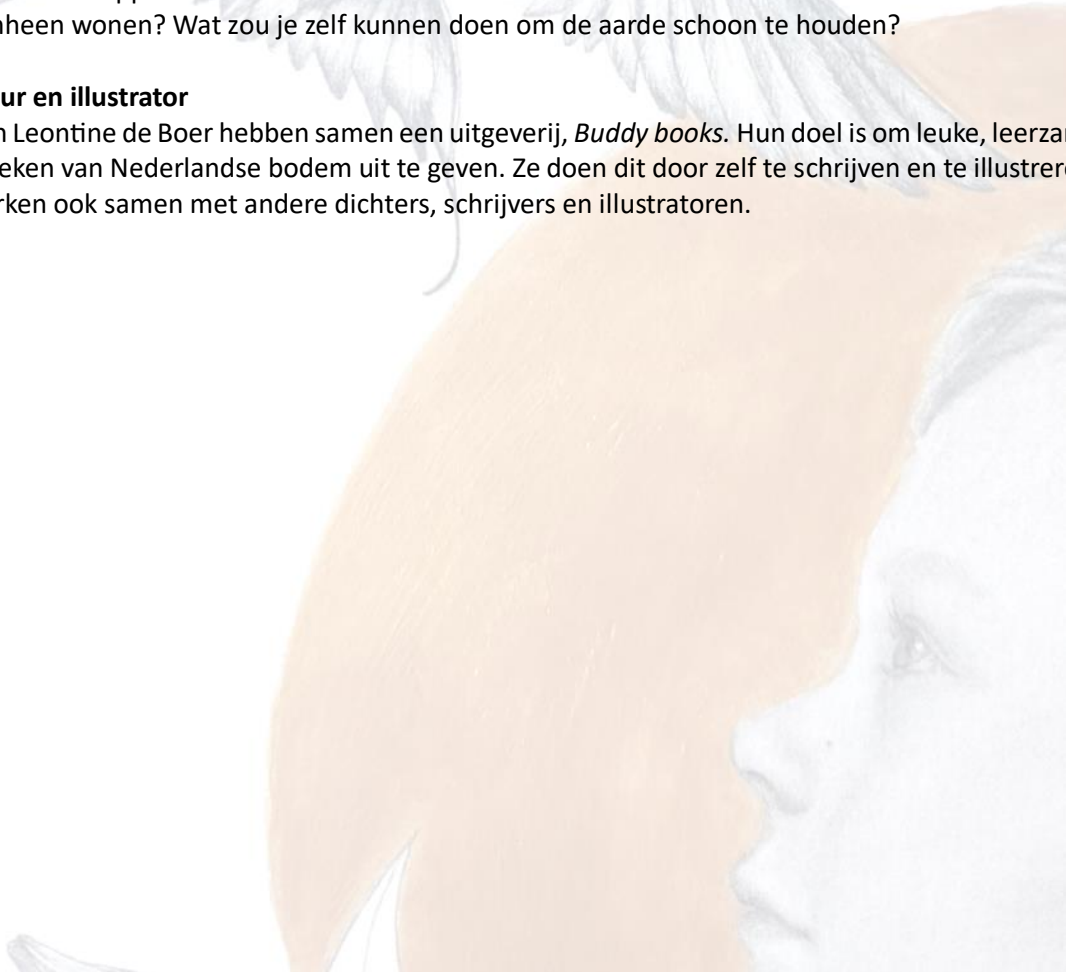 nheen wonen? Wat zou je zelf kunnen doen om de aarde schoon te houden?
ur en illustrator
n Leontine de Boer hebben samen een uitgeverij, Buddy books. Hun doel is om leuke, leerza
eken van Nederlandse bodem uit te geven. Ze doen dit door zelf te schrijven en te illustrere
rken ook samen met andere dichters, schrijvers en illustratoren.